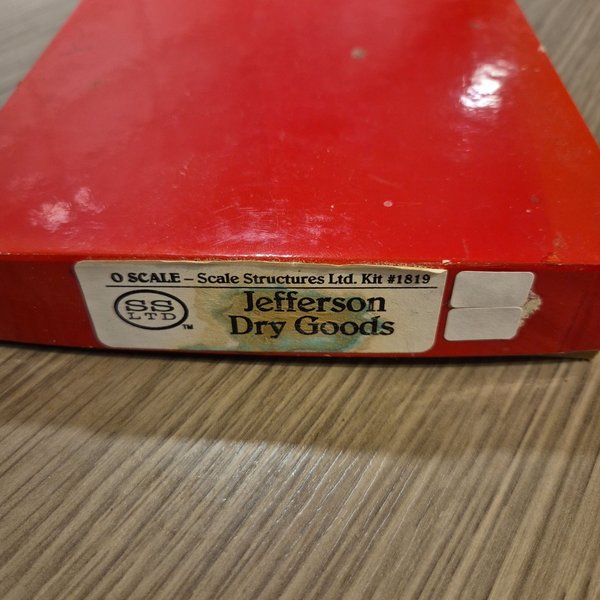 O SCALE – Scale Structures Ltd. Kit #1819
SS
LTD
TM
Jefferson
Dry Goods